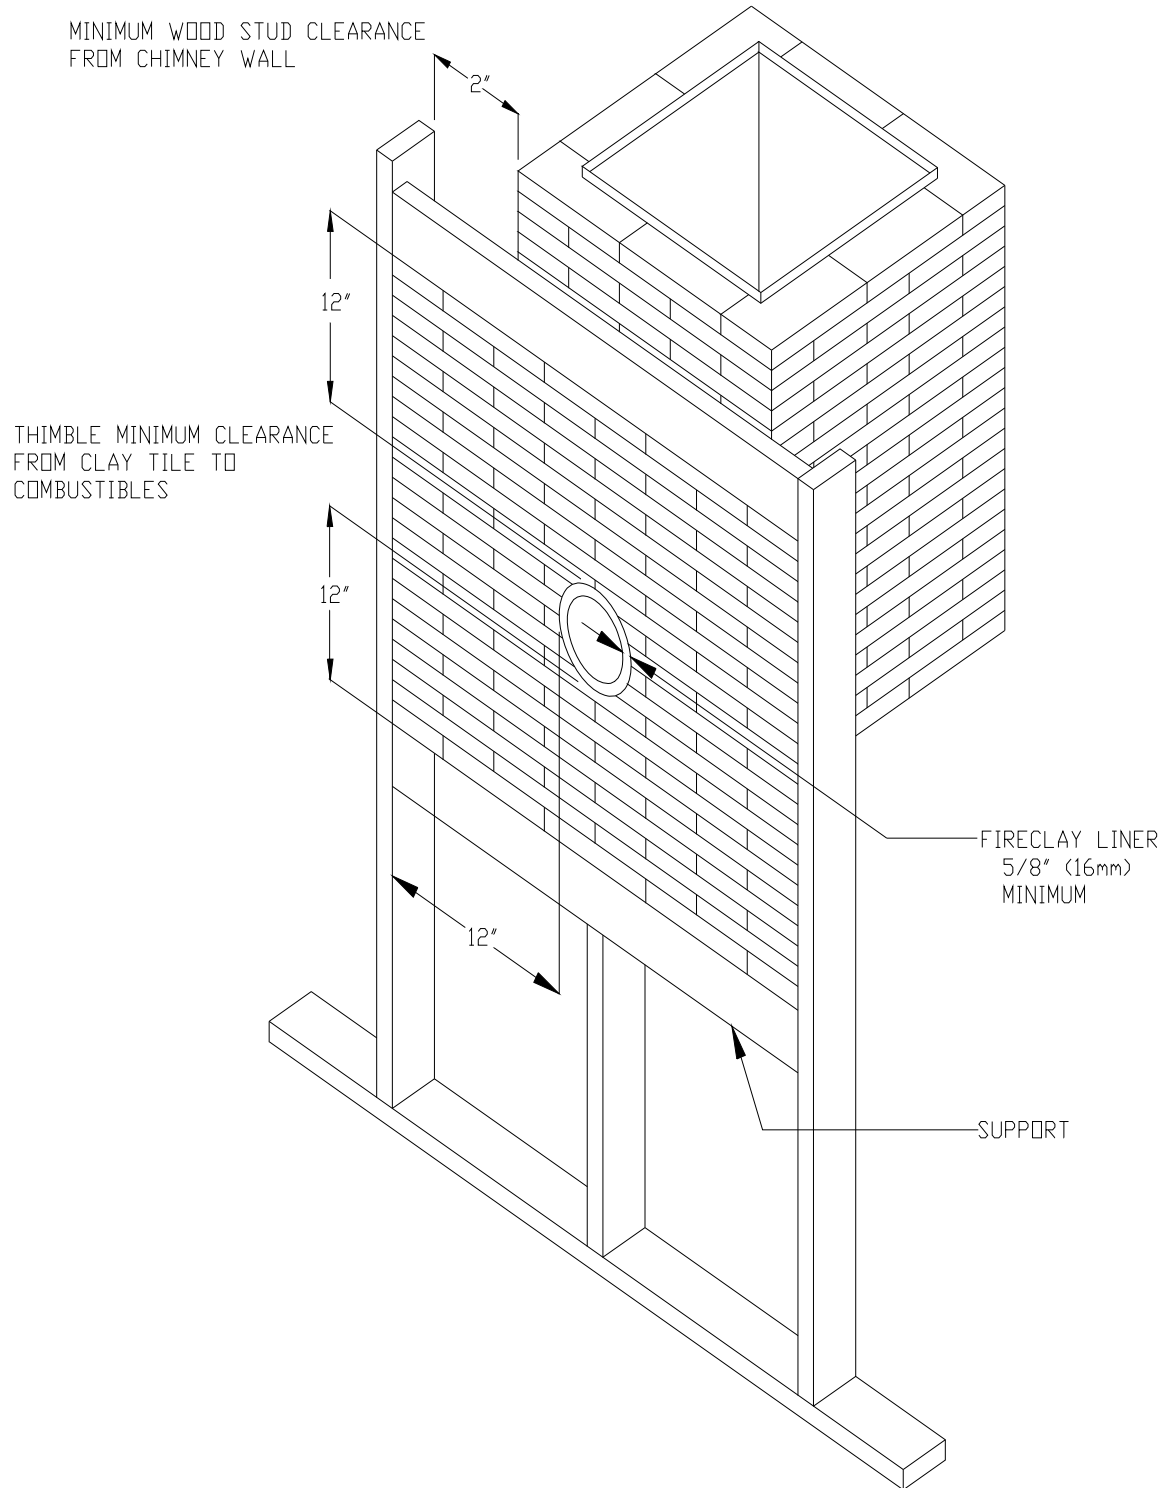 MINIMUM WOOD STUD CLEARANCE
FROM CHIMNEY WALL
2"
12"
THIMBLE MINIMUM CLEARANCE
FROM CLAY TILE TO
COMBUSTIBLES
12"
FIRECLAY LINER
5/8" (16mm)
MINIMUM
12"
SUPPORT